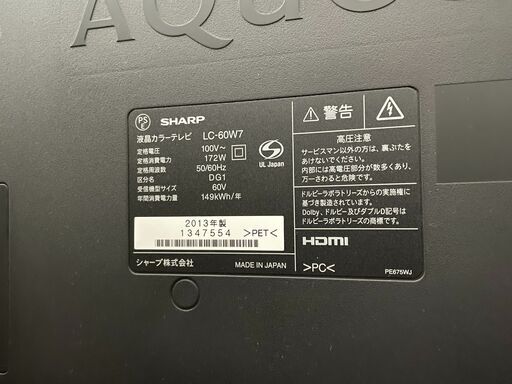 AQUOS
PS
E
SHARP
液晶カラーテレビ LC-60W7
定格電圧 100V～
定格消費電力 172W
定格周波数 50/60Hz
区分名 DG1
受信機型サイズ 60V
年間消費電力量 149kWh/年
S
UL Japan
2013年製
1347554
>PET<
シャープ株式会社 MADE IN JAPAN
警告
高圧注意
サービスマン以外の方は、裏ぶたを
あけないでください。
内部には高電圧部分が数多くあり、
万一さわると危険です。
ドルビーラボラトリーズからの実施権に
基づき製造されています。
Dolby、ドルビー及びダブルD記号は
ドルビーラボラトリーズの商標です。
HDMI
>PC<
PE675WJ